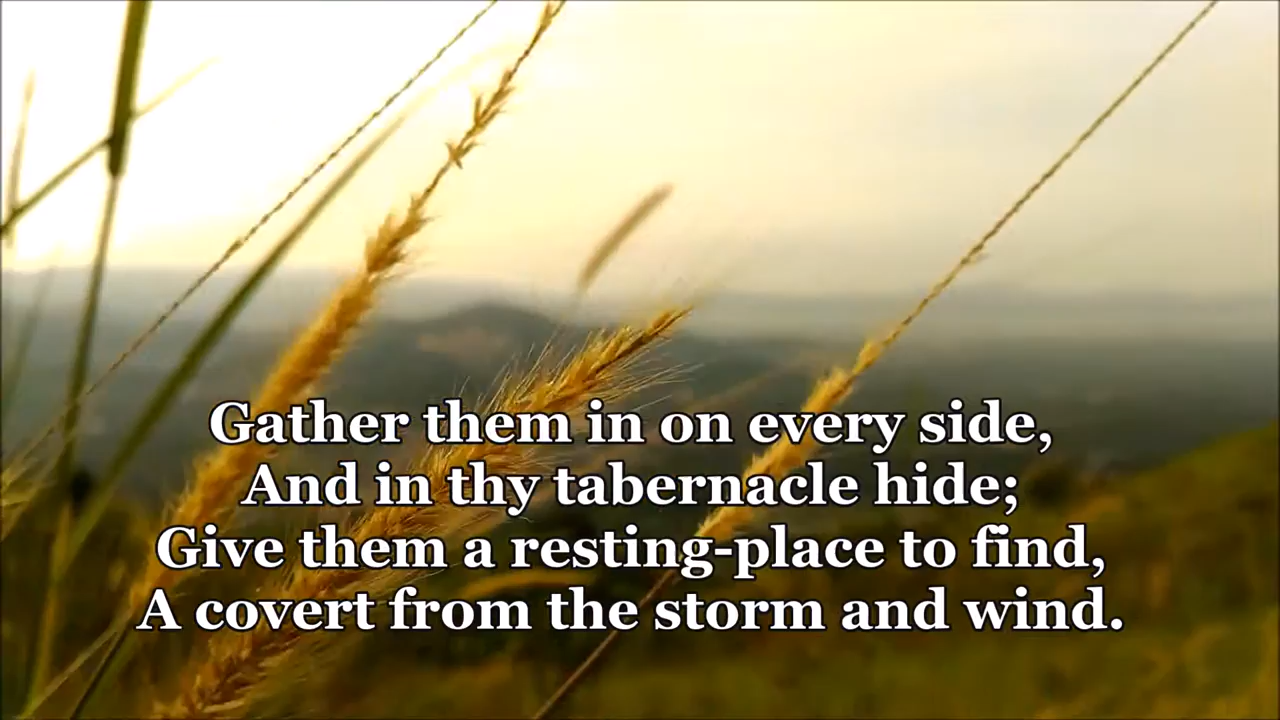 Gather them in on every side,
And in thy tabernacle hide;
Give them a resting-place to find,
A covert from the storm and wind.